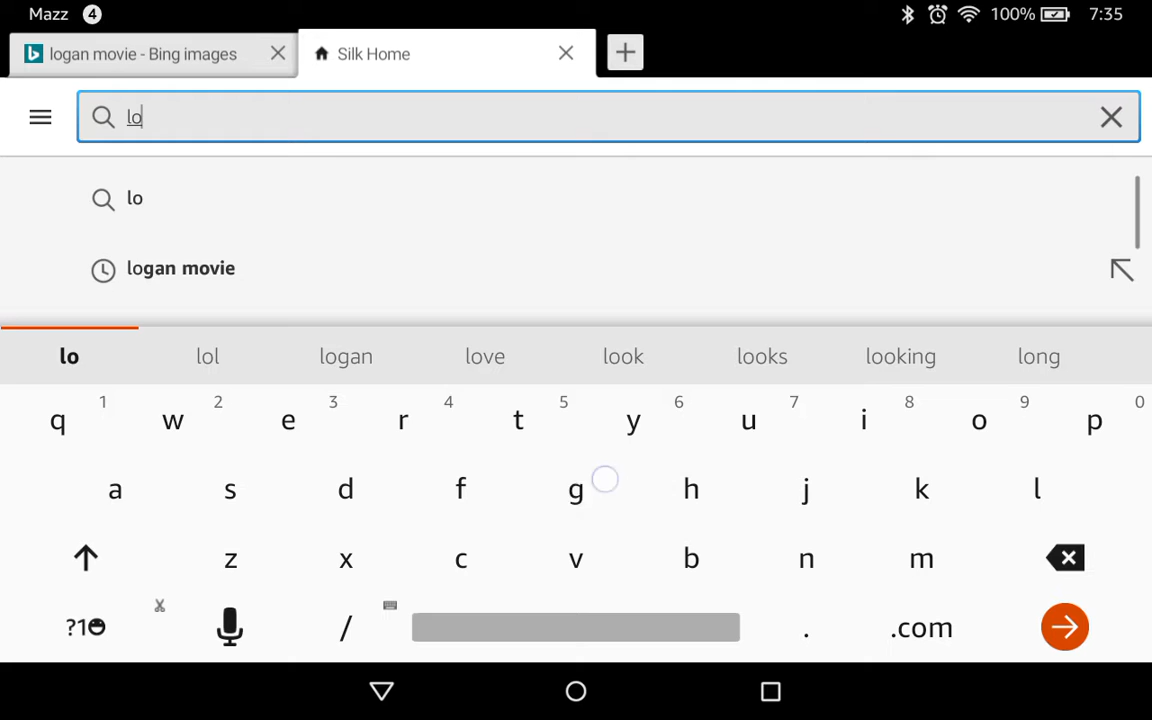 Mazz 4 100% 7:35
logan movie - Bing images Silk Home
lo
lo
logan movie
lo lol logan love look looks looking long
1 2 3 4 5 6 7 8 9 0
q w e r t y u i o p
a s d f g h j k l
z x c v b n m
?1 / . .com